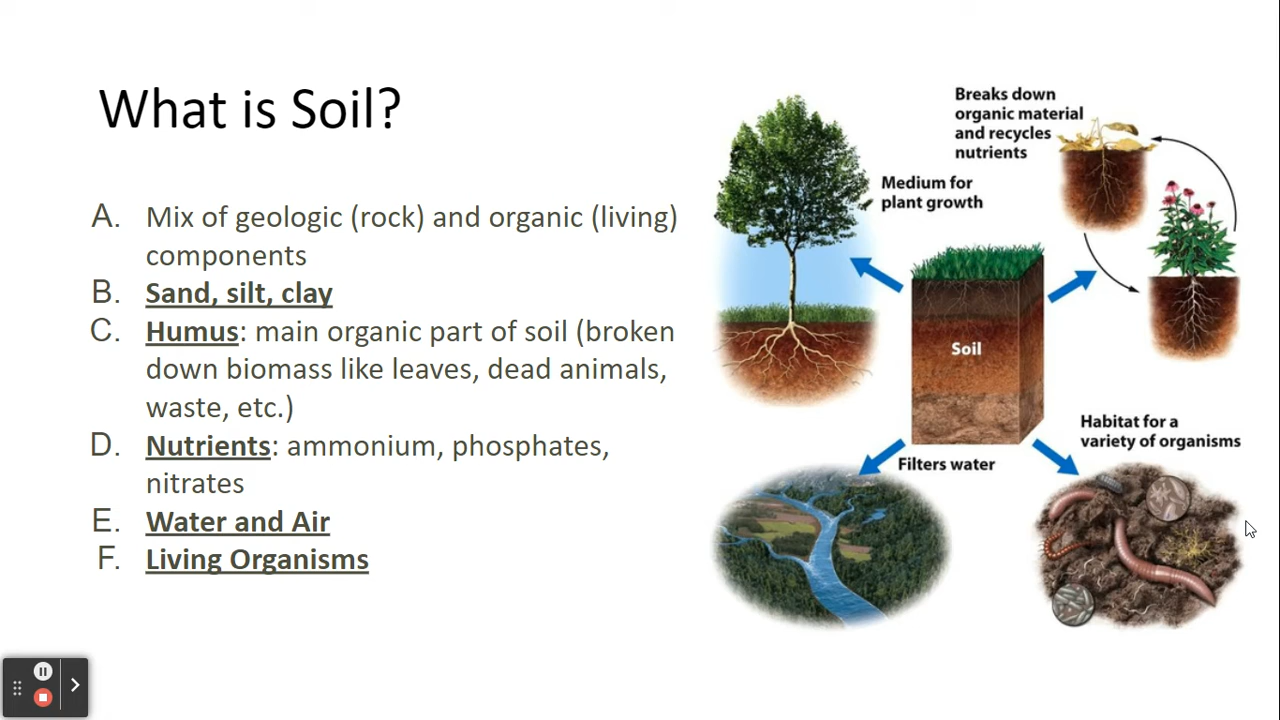 What is Soil?
A. Mix of geologic (rock) and organic (living)
components
B. Sand, silt, clay
C. Humus: main organic part of soil (broken
down biomass like leaves, dead animals,
waste, etc.)
D. Nutrients: ammonium, phosphates,
nitrates
E. Water and Air
F. Living Organisms
Breaks down
organic material
and recycles
nutrients
Medium for
plant growth
Soil
Filters water
Habitat for a
variety of organisms